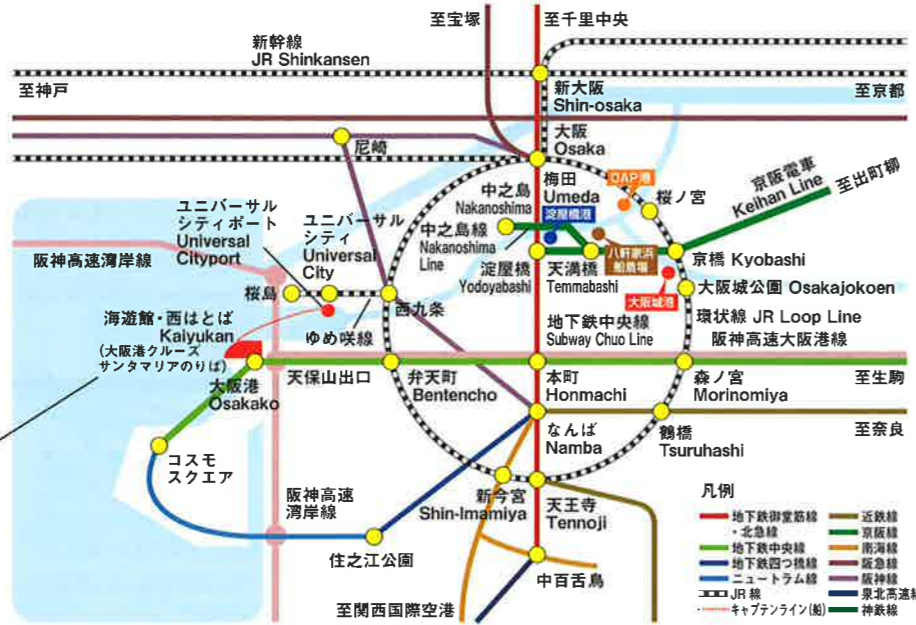 至宝塚
至千里中央
新幹線
JR Shinkansen
至神戸
新大阪
Shin-osaka
至京都
大阪
Osaka
尼崎
中之島
Nakanoshima
梅田
Umeda
OAP港
桜ノ宮
京阪電車
Keihan Line
至出町柳
淀屋橋港
ユニバーサル
シティポート
Universal
Cityport
ユニバーサル
シティ
Universal
City
中之島線
Nakanoshima
Line
八軒家浜
船着場
阪神高速湾岸線
淀屋橋
Yodoyabashi
天満橋
Temmabashi
京橋 Kyobashi
大阪城港
大阪城公園 Osakajokoen
桜島
西九条
ゆめ咲線
環状線 JR Loop Line
海遊館・西はとば
Kaiyukan
(大阪港クルーズ
サンタマリアのりば)
地下鉄中央線
Subway Chuo Line
阪神高速大阪港線
大阪港
Osakako
天保山出口
弁天町
Bentencho
本町
Honmachi
森ノ宮
Morinomiya
至生駒
なんば
Namba
鶴橋
Tsuruhashi
至奈良
コスモ
スクエア
阪神高速
湾岸線
新今宮
Shin-Imamiya
天王寺
Tennoji
住之江公園
中百舌鳥
至関西国際空港
凡例
地下鉄御堂筋線
・北急線
地下鉄中央線
地下鉄四つ橋線
ニュートラム線
JR線
キャプテンライン(船)
近鉄線
京阪線
南海線
阪急線
阪神線
泉北高速線
神鉄線